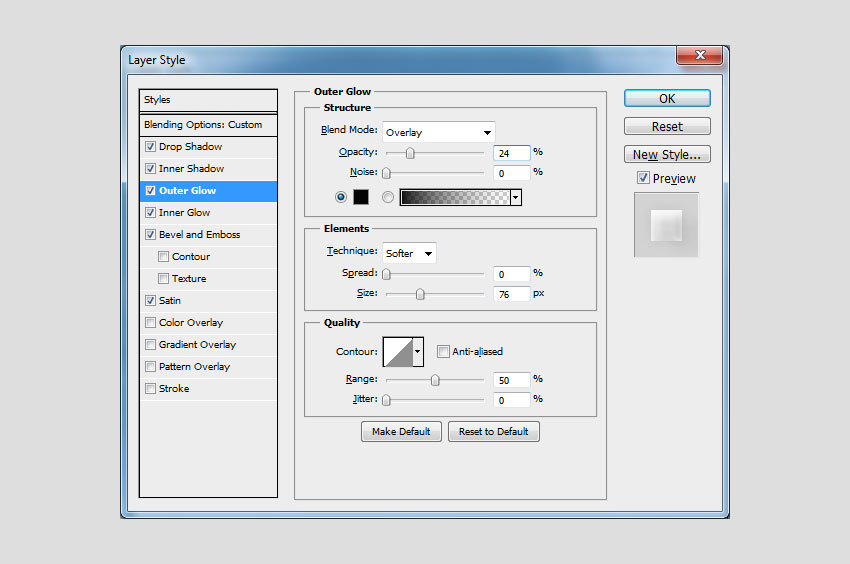 Layer Style
Styles
Blending Options: Custom
Drop Shadow
Inner Shadow
Outer Glow
Inner Glow
Bevel and Emboss
Contour
Texture
Satin
Color Overlay
Gradient Overlay
Pattern Overlay
Stroke
Outer Glow
Structure
Blend Mode: Overlay
Opacity: 24 %
Noise: 0 %
Elements
Technique: Softer
Spread: 0 %
Size: 76 px
Quality
Contour: Anti-aliased
Range: 50 %
Jitter: 0 %
Make Default Reset to Default
OK
Reset
New Style...
Preview